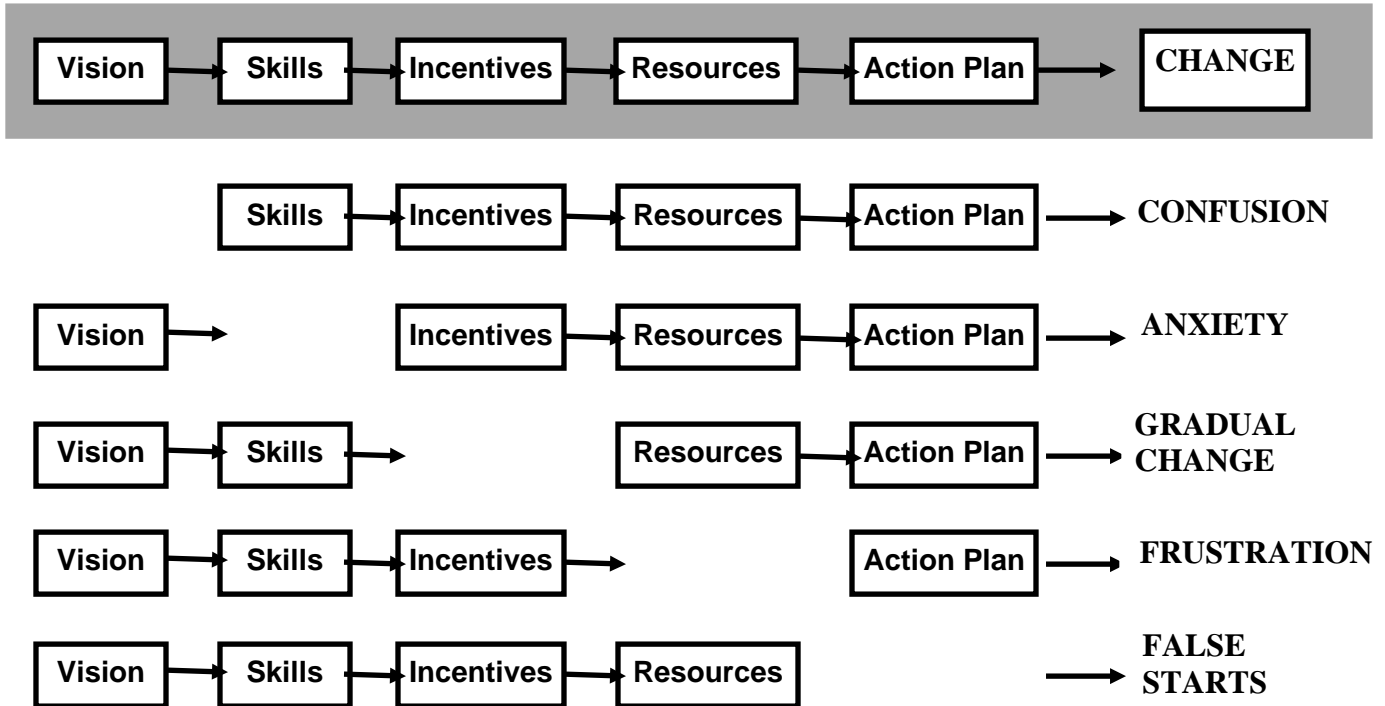 Vision Skills Incentives Resources Action Plan CHANGE
Skills Incentives Resources Action Plan CONFUSION
Vision Incentives Resources Action Plan ANXIETY
Vision Skills Resources Action Plan GRADUAL
CHANGE
Vision Skills Incentives Action Plan FRUSTRATION
Vision Skills Incentives Resources FALSE
STARTS